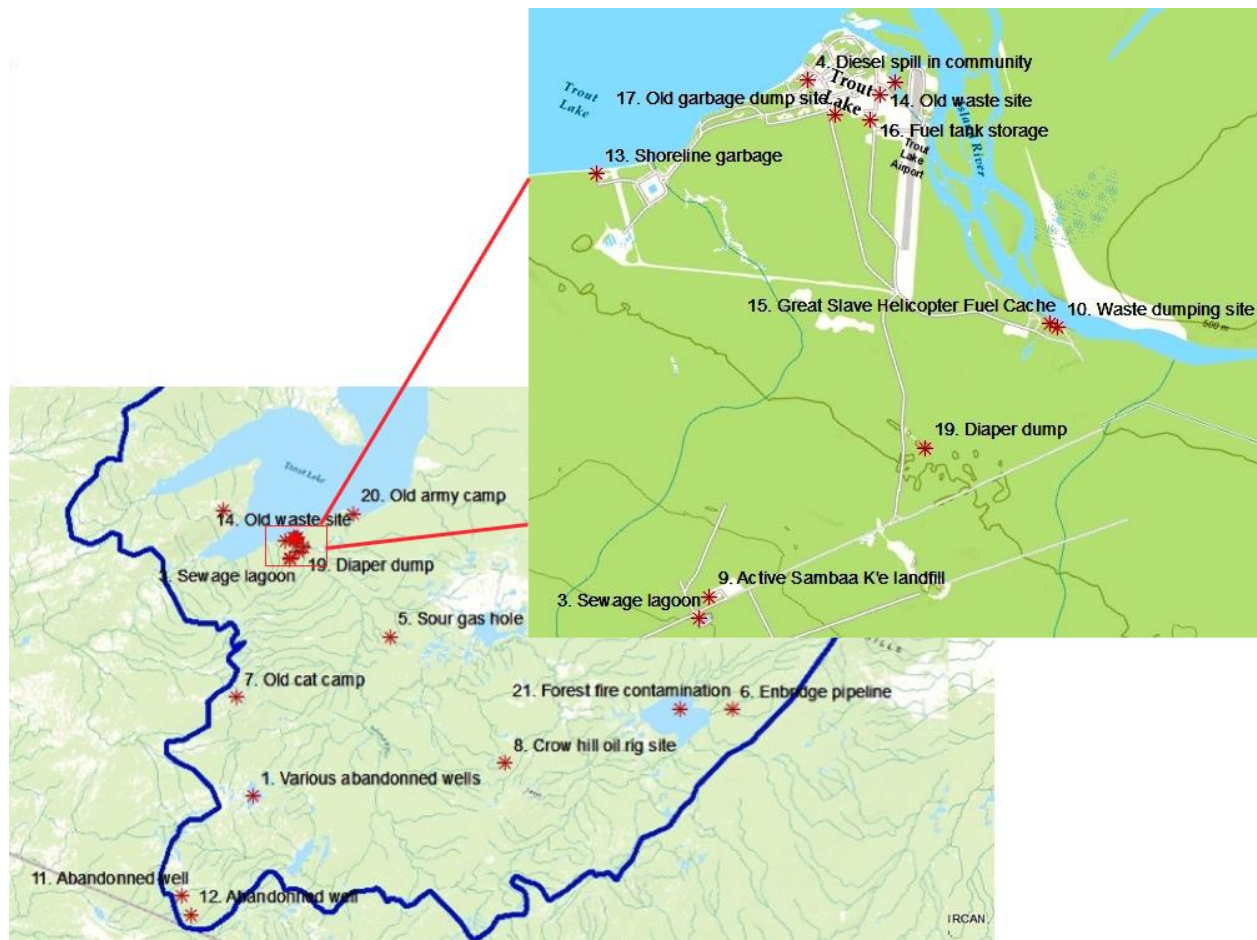 4. Diesel spill in community
Trout
Lake
Trout
Lake
17. Old garbage dump site
14. Old waste site
16. Fuel tank storage
Island River
Trout
Lake
Airport
13. Shoreline garbage
15. Great Slave Helicopter Fuel Cache
10. Waste dumping site
500 m
19. Diaper dump
9. Active Sambaa K'e landfill
3. Sewage lagoon
Trout Lake
20. Old army camp
14. Old waste site
3. Sewage lagoon
19. Diaper dump
5. Sour gas hole
HILLS
7. Old cat camp
21. Forest fire contamination
6. Enbridge pipeline
8. Crow hill oil rig site
1. Various abandonned wells
11. Abandonned well
12. Abandonned well
IRCAN,